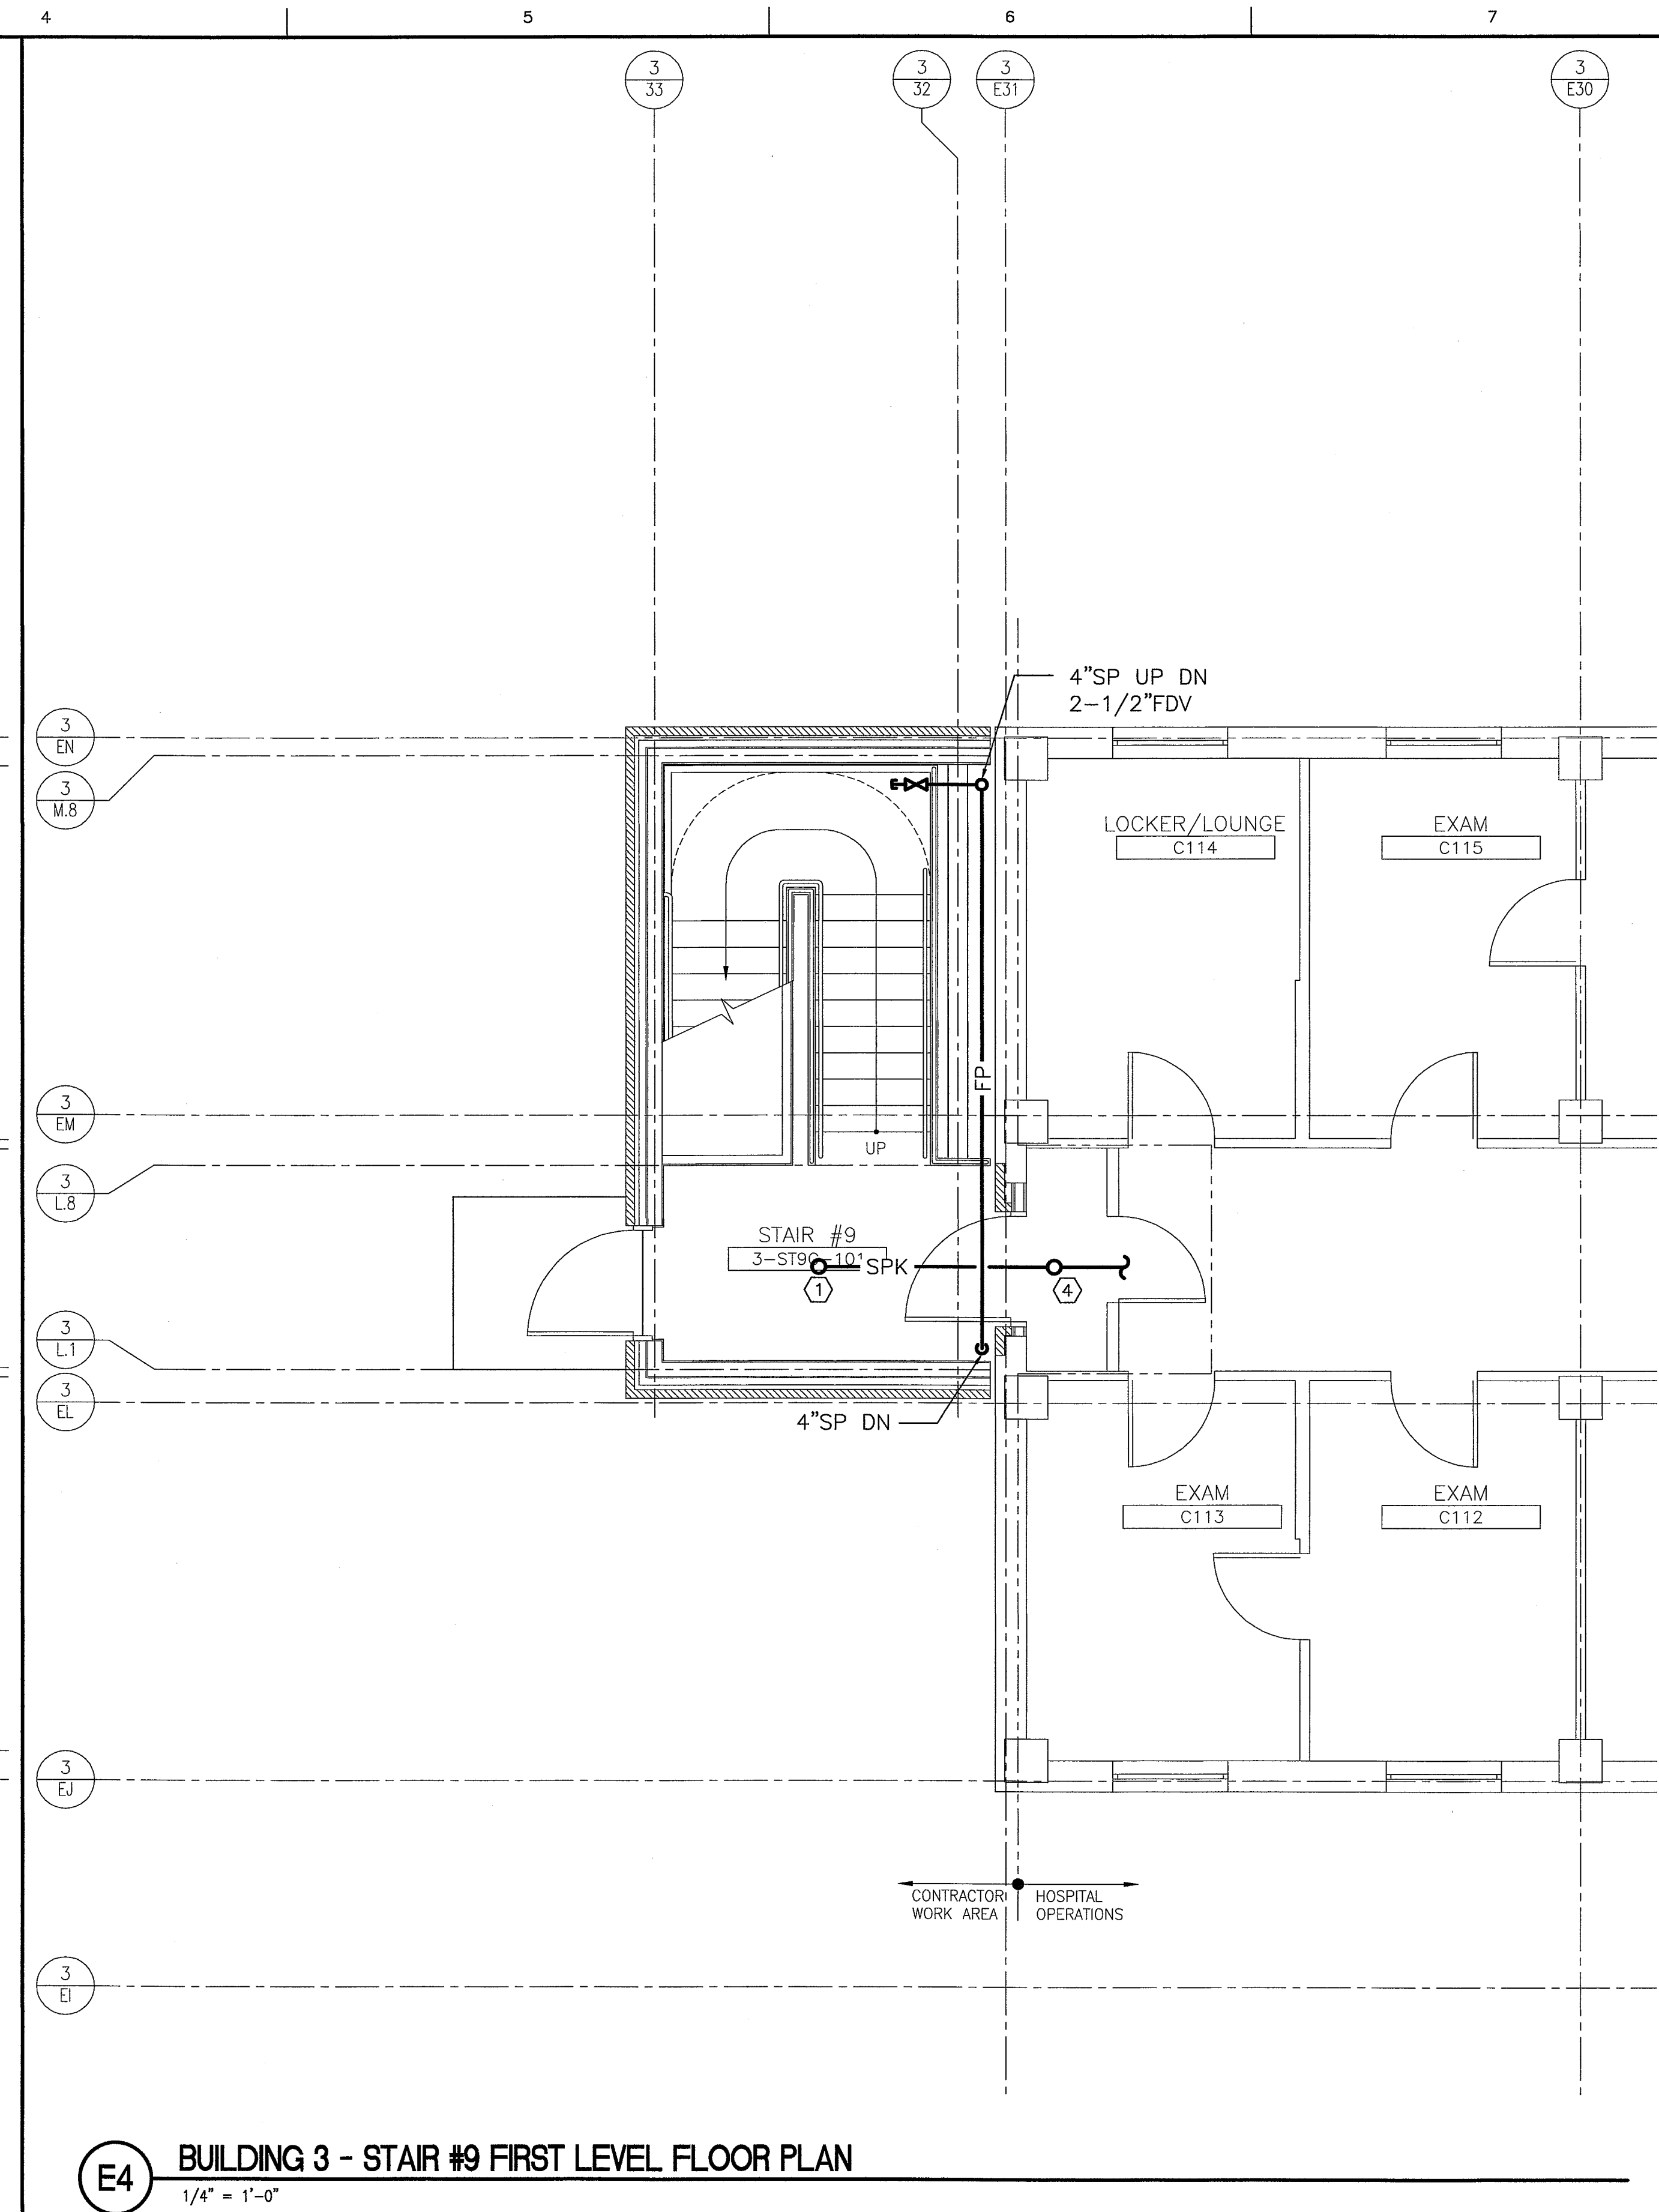 4
5
6
7
3
33
3
32
3
E31
3
E30
4"SP UP DN
2-1/2"FDV
3
EN
3
M.8
LOCKER/LOUNGE
C114
EXAM
C115
FP
3
EM
UP
3
L.8
STAIR #9
3-ST9C-101
SPK
1
4
3
L.1
3
EL
4"SP DN
EXAM
C113
EXAM
C112
3
EJ
CONTRACTOR
WORK AREA
HOSPITAL
OPERATIONS
3
EI
E4
BUILDING 3 - STAIR #9 FIRST LEVEL FLOOR PLAN
1/4" = 1'-0"